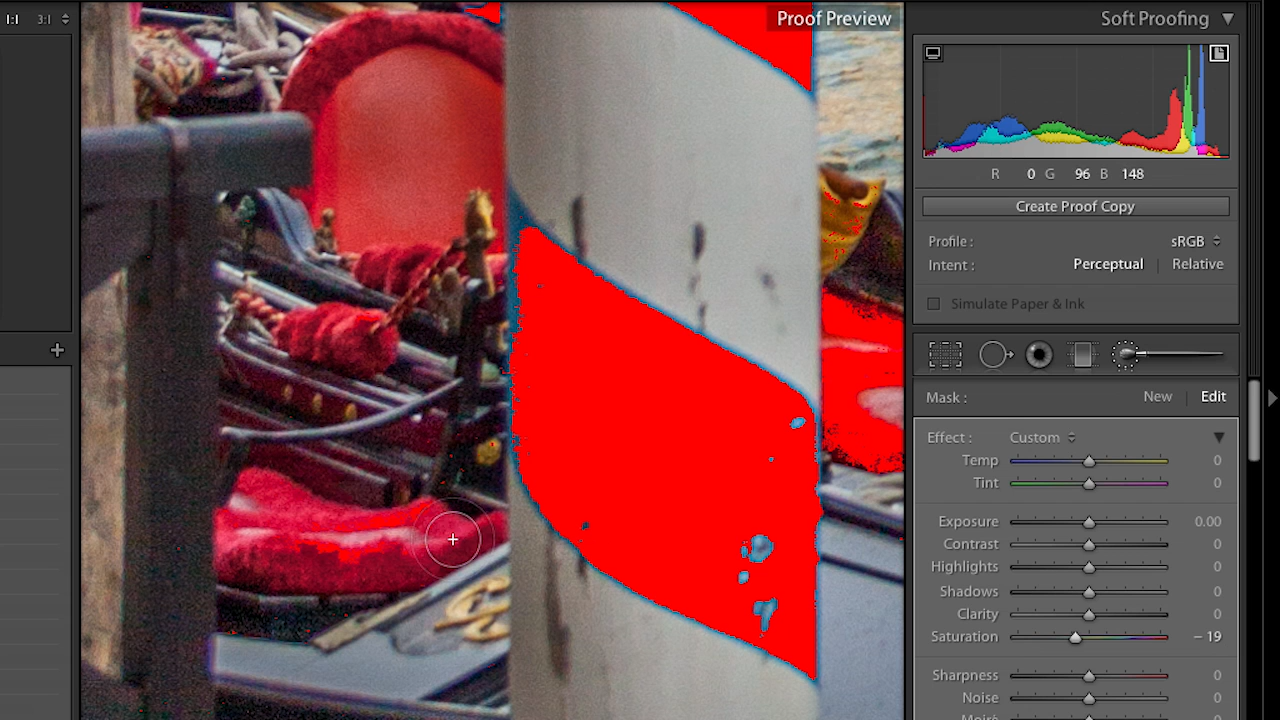 1:1 3:1
Proof Preview
Soft Proofing
R 0 G 96 B 148
Create Proof Copy
Profile : sRGB
Intent : Perceptual Relative
Simulate Paper & Ink
Mask : New Edit
Effect : Custom
Temp 0
Tint 0
Exposure 0.00
Contrast 0
Highlights 0
Shadows 0
Clarity 0
Saturation – 19
Sharpness 0
Noise 0
Moiré 0